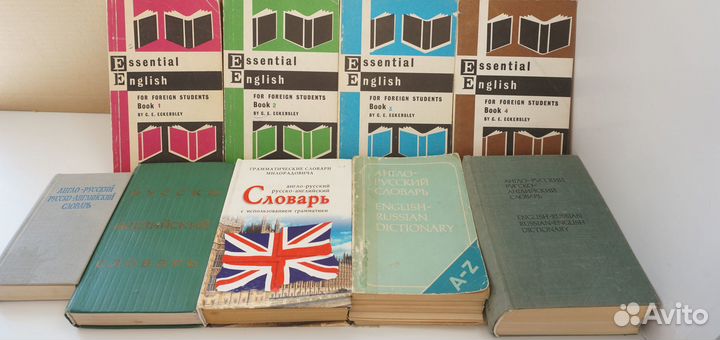 Essential
English
FOR FOREIGN STUDENTS
Book 1
BY C. E. ECKERSLEY
Essential
English
FOR FOREIGN STUDENTS
Book 2
BY C. E. ECKERSLEY
Essential
English
FOR FOREIGN STUDENTS
Book
BY C. E. ECKERSLEY
Essential
English
FOR FOREIGN STUDENTS
Book 4
BY C. E. ECKERSLEY
АНГЛО-РУССКИЙ
РУССКО-АНГЛИЙСКИЙ
СЛОВАРЬ
РУССКО
АНГЛИЙСКИЙ
СЛОВАРЬ
ГРАММАТИЧЕСКИЕ СЛОВАРИ
МИЛОРАДОВИЧА
англо-русский
русско-английский
Словарь
с использованием грамматики
АНГЛО-
РУССКИЙ
СЛОВАРЬ
ENGLISH-
RUSSIAN
DICTIONARY
A-Z
АНГЛО-РУССКИЙ
РУССКО-
АНГЛИЙСКИЙ
СЛОВАРЬ
ENGLISH-RUSSIAN
RUSSIAN-ENGLISH
DICTIONARY
Avito